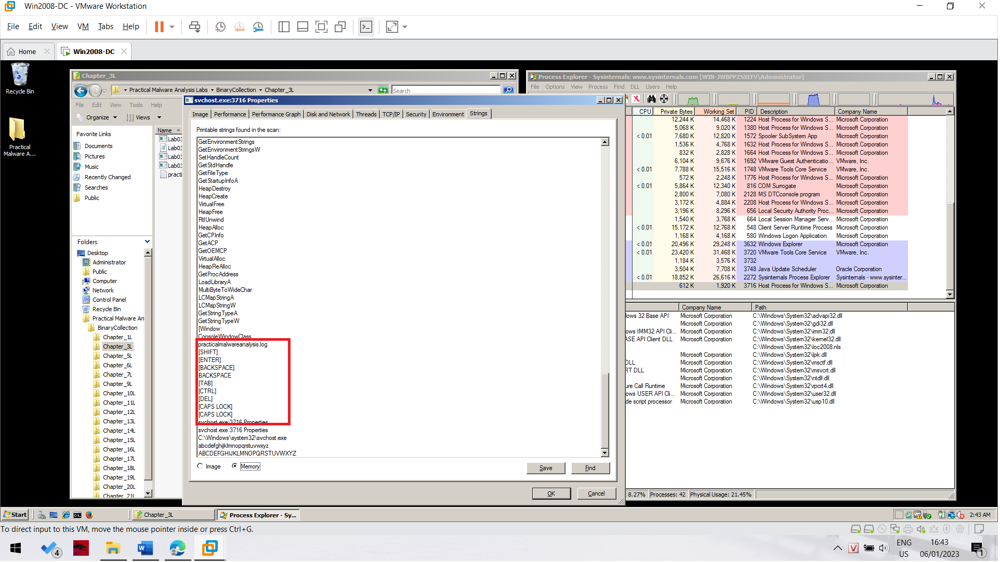 Win2008-DC - VMware Workstation
File Edit View VM Tabs Help
Home
Win2008-DC
Recycle Bin
Practical
Malware A...
Chapter_3L
Practical Malware Analysis Labs
BinaryCollection
Chapter_3L
Search
File Edit View Tools Help
Organize
Views
Favorite Links
Documents
Pictures
Music
Recently Changed
Searches
Public
Folders
Desktop
Administrator
Public
Computer
Network
Control Panel
Recycle Bin
Practical Malware An
BinaryCollection
Chapter_1L
Chapter_3L
Chapter_5L
Chapter_6L
Chapter_7L
Chapter_9L
Chapter_10L
Chapter_11L
Chapter_12L
Chapter_13L
Chapter_14L
Chapter_15L
Chapter_16L
Chapter_17L
Chapter_18L
Chapter_19L
Chapter_20L
Chapter_21L
Name
Lab03
Lab03
Lab03
Lab03
practi
svchost.exe:3716 Properties
Image Performance Performance Graph Disk and Network Threads TCP/IP Security Environment Strings
Printable strings found in the scan:
GetEnvironmentStrings
GetEnvironmentStringsW
SetHandleCount
GetStdHandle
GetFileType
GetStartupInfoA
HeapDestroy
HeapCreate
VirtualFree
HeapFree
RtlUnwind
HeapAlloc
GetCPInfo
GetACP
GetOEMCP
VirtualAlloc
HeapReAlloc
GetProcAddress
LoadLibraryA
MultiByteToWideChar
LCMapStringA
LCMapStringW
GetStringTypeA
GetStringTypeW
[Window:
ConsoleWindowClass
practicalmalwareanalysis.log
[SHIFT]
[ENTER]
[BACKSPACE]
BACKSPACE
[TAB]
[CTRL]
[DEL]
[CAPS LOCK]
[CAPS LOCK]
svchost.exe:3716 Properties
svchost.exe:3716 Properties
C:\Windows\system32\svchost.exe
abcdefghijklmnopqrstuvwxyz
ABCDEFGHIJKLMNOPQRSTUVWXYZ
Image
Memory
Save
Find
OK
Cancel
Process Explorer - Sysinternals: www.sysinternals.com [WIN-JWBPPZSXEFV\Administrator]
File Options View Process Find DLL Users Help
CPU Private Bytes Working Set PID Description Company Name
12,244 K 14,468 K 1224 Host Process for Windows S... Microsoft Corporation
5,068 K 9,020 K 1380 Host Process for Windows S... Microsoft Corporation
< 0.01 7,680 K 12,820 K 1572 Spooler SubSystem App Microsoft Corporation
1,536 K 4,768 K 1632 Host Process for Windows S... Microsoft Corporation
832 K 2,828 K 1664 Host Process for Windows S... Microsoft Corporation
6,104 K 9,676 K 1692 VMware Guest Authenticatio... VMware, Inc.
< 0.01 7,788 K 15,516 K 1748 VMware Tools Core Service VMware, Inc.
572 K 2,248 K 1776 Host Process for Windows S... Microsoft Corporation
< 0.01 5,864 K 12,340 K 816 COM Surrogate Microsoft Corporation
2,800 K 7,080 K 2128 MS DTCconsole program Microsoft Corporation
3,172 K 4,884 K 2208 Host Process for Windows S... Microsoft Corporation
3,196 K 8,296 K 656 Local Security Authority Proc... Microsoft Corporation
1,540 K 3,768 K 664 Local Session Manager Serv... Microsoft Corporation
< 0.01 15,172 K 12,768 K 548 Client Server Runtime Process Microsoft Corporation
1,168 K 4,168 K 580 Windows Logon Application Microsoft Corporation
< 0.01 20,496 K 29,248 K 3632 Windows Explorer Microsoft Corporation
< 0.01 23,420 K 31,468 K 3720 VMware Tools Core Service VMware, Inc.
1,184 K 3,576 K 3732
3,504 K 7,708 K 3748 Java Update Scheduler Oracle Corporation
< 0.01 18,852 K 26,616 K 2272 Sysinternals Process Explorer Sysinternals - www.sysinter...
612 K 1,920 K 3716 Host Process for Windows S... Microsoft Corporation
Company Name Path
lows 32 Base API Microsoft Corporation C:\Windows\System32\advapi32.dll
Microsoft Corporation C:\Windows\System32\gdi32.dll
ows IMM32 API Cli... Microsoft Corporation C:\Windows\System32\imm32.dll
ASE API Client DLL Microsoft Corporation C:\Windows\System32\kernel32.dll
C:\Windows\System32\loc2008.nls
Microsoft Corporation C:\Windows\System32\lpk.dll
DLL Microsoft Corporation C:\Windows\System32\msctf.dll
RT DLL Microsoft Corporation C:\Windows\System32\msvcrt.dll
Microsoft Corporation C:\Windows\System32\ntdll.dll
ure Call Runtime Microsoft Corporation C:\Windows\System32\rpcrt4.dll
ows USER API Cli... Microsoft Corporation C:\Windows\System32\user32.dll
de script processor Microsoft Corporation C:\Windows\System32\usp10.dll
: 8.27% Processes: 42 Physical Usage: 21.45%
Start
Chapter_3L
Process Explorer - Sy...
2:43 AM
To direct input to this VM, move the mouse pointer inside or press Ctrl+G.
4
ENG
US
16:43
06/01/2023
1